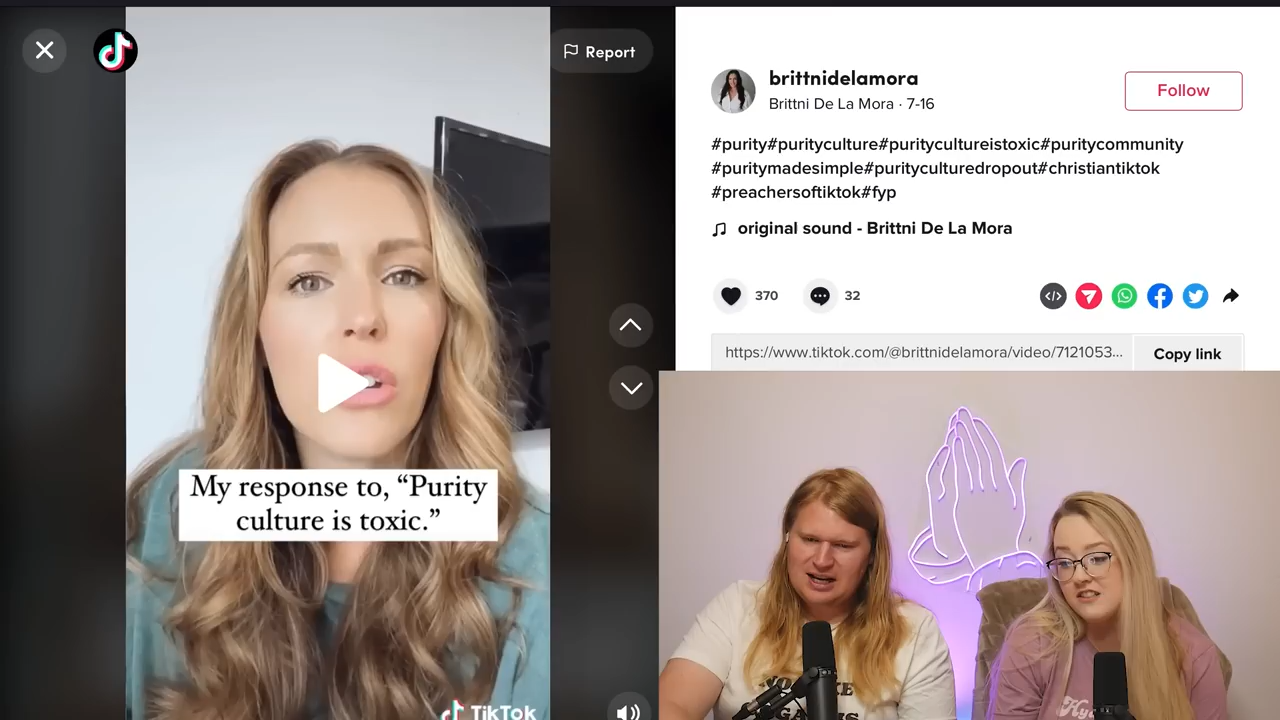 Report
My response to, “Purity
culture is toxic.”
TikTok
brittnidelamora
Brittni De La Mora · 7-16
Follow
#purity#purityculture#puritycultureistoxic#puritycommunity
#puritymadesimple#purityculturedropout#christiantiktok
#preachersoftiktok#fyp
original sound - Brittni De La Mora
370
32
https://www.tiktok.com/@brittnidelamora/video/7121053...
Copy link